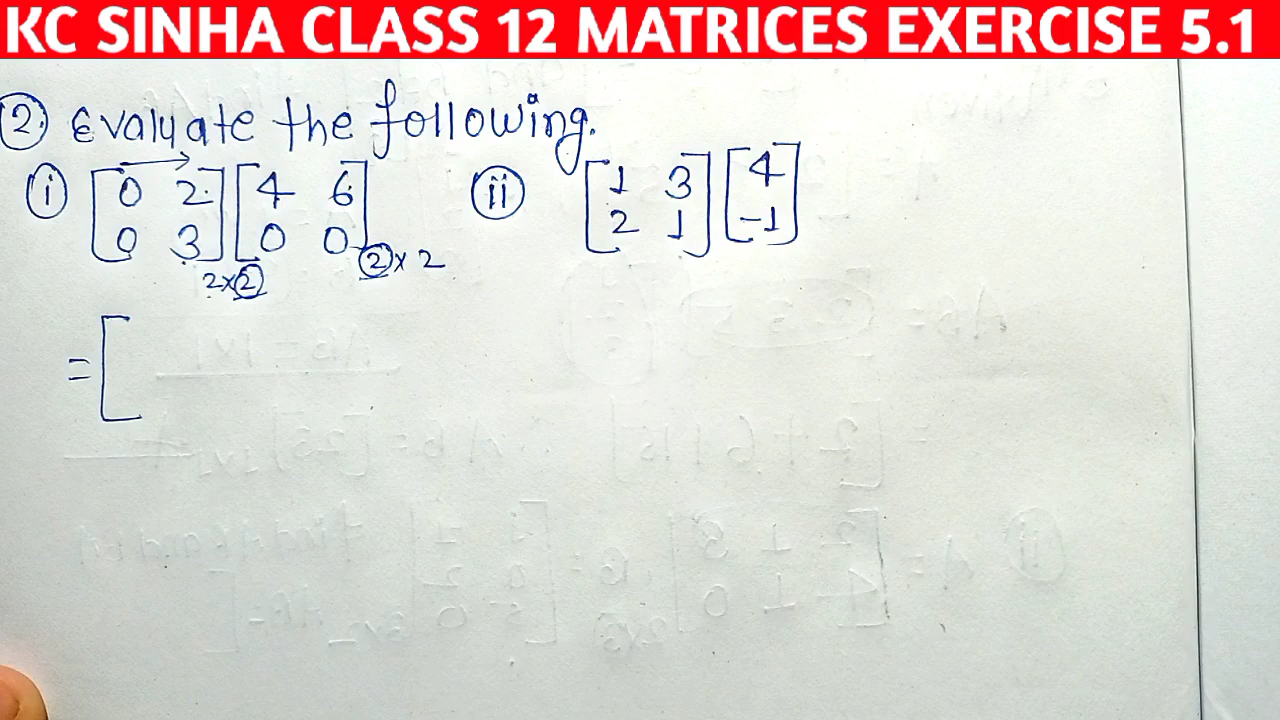 KC SINHA CLASS 12 MATRICES EXERCISE 5.1
② Evaluate the following.
ⓘ [0 2] [4 6] ⓘⓘ [1 3] [4]
[0 3] [0 0] [2 1] [-1]
2×② ②×2
= [